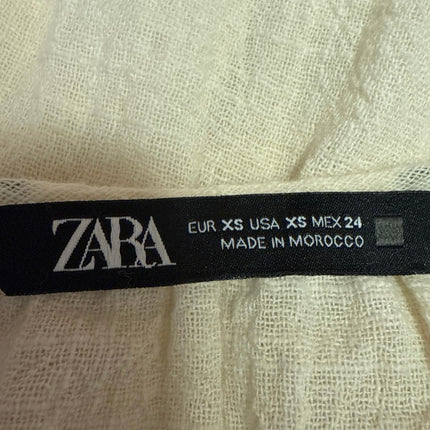 ZARA
EUR XS USA XS MEX 24
MADE IN MOROCCO